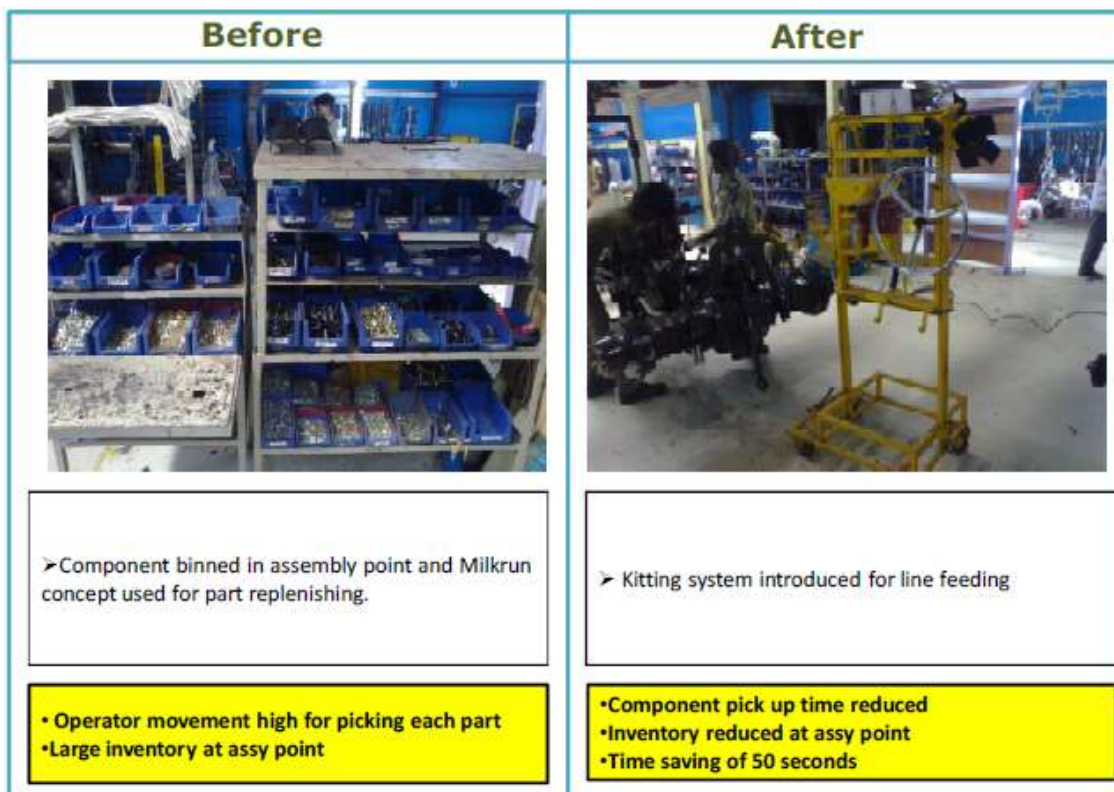 Before
After
➢Component binned in assembly point and Milkrun
concept used for part replenishing.
➢ Kitting system introduced for line feeding
• Operator movement high for picking each part
•Large inventory at assy point
•Component pick up time reduced
•Inventory reduced at assy point
•Time saving of 50 seconds